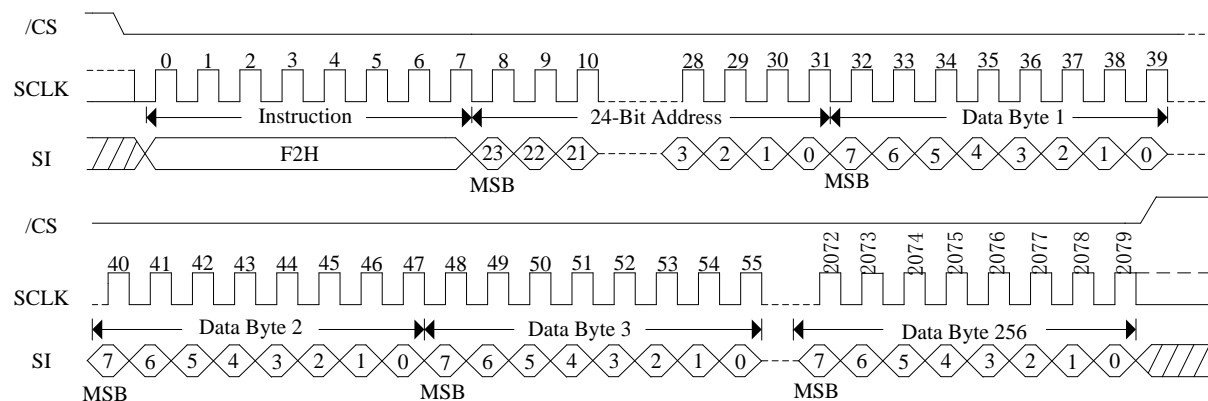 /CS
0 1 2 3 4 5 6 7 8 9 10 28 29 30 31 32 33 34 35 36 37 38 39
SCLK
Instruction 24-Bit Address Data Byte 1
SI F2H 23 22 21 3 2 1 0 7 6 5 4 3 2 1 0
MSB MSB
/CS
40 41 42 43 44 45 46 47 48 49 50 51 52 53 54 55 2072 2073 2074 2075 2076 2077 2078 2079
SCLK
Data Byte 2 Data Byte 3 Data Byte 256
SI 7 6 5 4 3 2 1 0 7 6 5 4 3 2 1 0 7 6 5 4 3 2 1 0
MSB MSB MSB